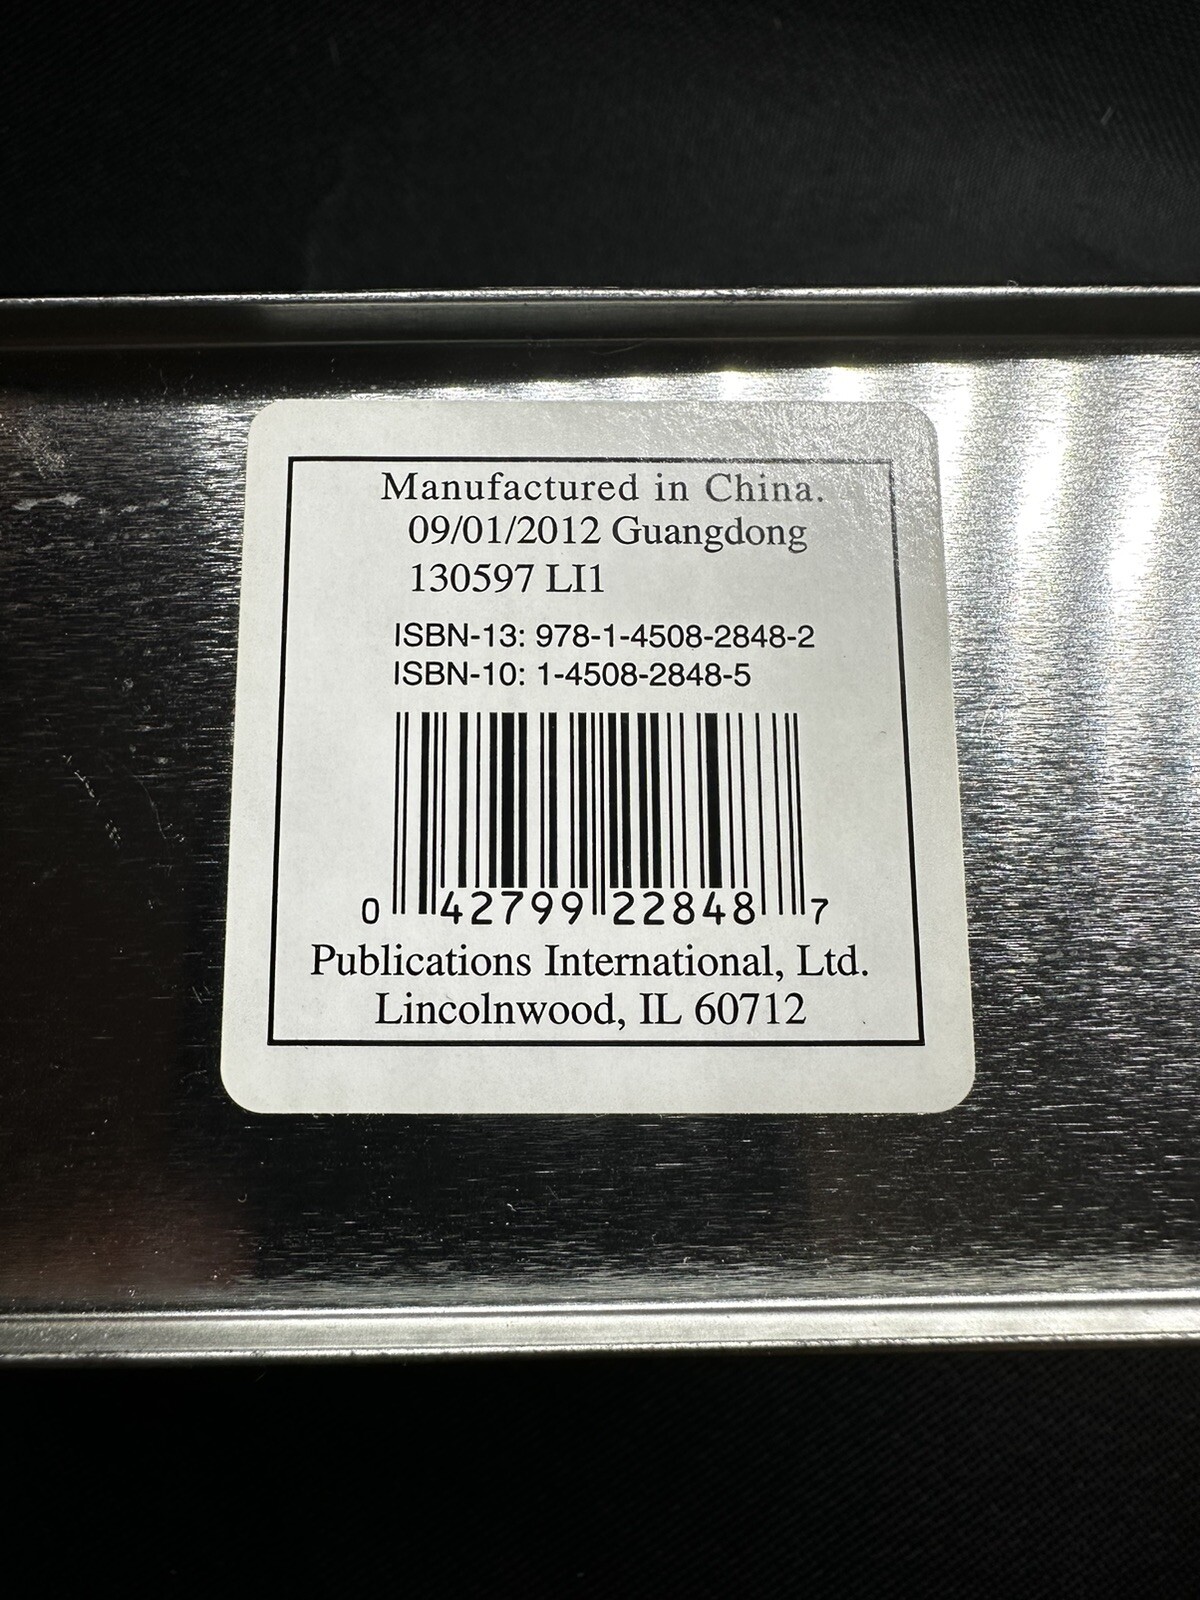 Manufactured in China.
09/01/2012 Guangdong
130597 LI1
ISBN-13: 978-1-4508-2848-2
ISBN-10: 1-4508-2848-5
0 42799 22848 7
Publications International, Ltd.
Lincolnwood, IL 60712